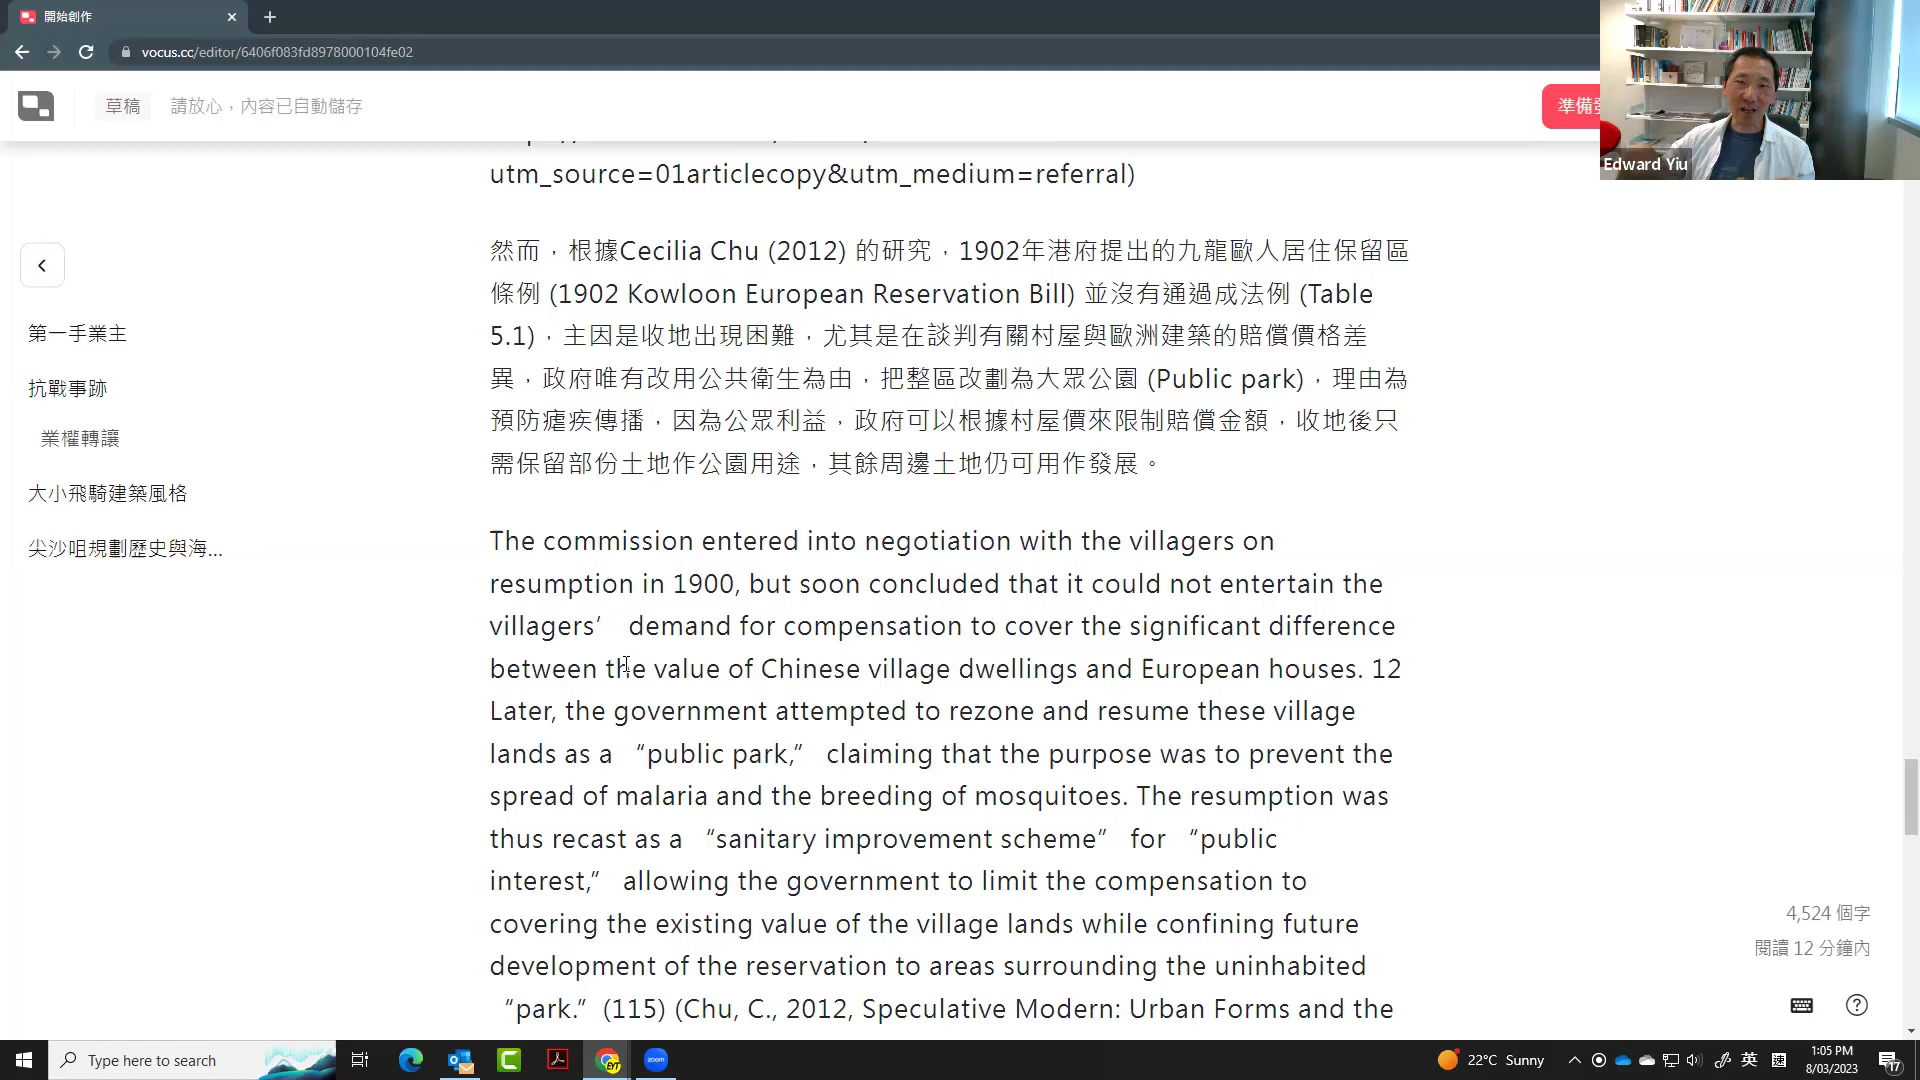 開始創作
vocus.cc/editor/6406f083fd8978000104fe02
草稿
請放心，內容已自動儲存
準備發
Edward Yiu
utm_source=01articlecopy&utm_medium=referral)
第一手業主
抗戰事跡
業權轉讓
大小飛騎建築風格
尖沙咀規劃歷史與海...
然而，根據Cecilia Chu (2012) 的研究，1902年港府提出的九龍歐人居住保留區
條例 (1902 Kowloon European Reservation Bill) 並沒有通過成法例 (Table
5.1)，主因是收地出現困難，尤其是在談判有關村屋與歐洲建築的賠償價格差
異，政府唯有改用公共衛生為由，把整區改劃為大眾公園 (Public park)，理由為
預防瘧疾傳播，因為公眾利益，政府可以根據村屋價來限制賠償金額，收地後只
需保留部份土地作公園用途，其餘周邊土地仍可用作發展。
The commission entered into negotiation with the villagers on
resumption in 1900, but soon concluded that it could not entertain the
villagers’ demand for compensation to cover the significant difference
between the value of Chinese village dwellings and European houses. 12
Later, the government attempted to rezone and resume these village
lands as a “public park,” claiming that the purpose was to prevent the
spread of malaria and the breeding of mosquitoes. The resumption was
thus recast as a “sanitary improvement scheme” for “public
interest,” allowing the government to limit the compensation to
covering the existing value of the village lands while confining future
development of the reservation to areas surrounding the uninhabited
“park.” (115) (Chu, C., 2012, Speculative Modern: Urban Forms and the
4,524 個字
閱讀 12 分鐘內
Type here to search
zoom
22°C Sunny
英
1:05 PM
8/03/2023
17